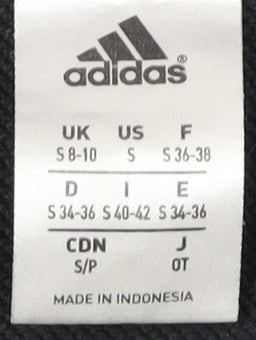 adidas®
UK US F
S 8-10 S S 36-38
D I E
S 34-36 S 40-42 S 34-36
CDN J
S/P OT
MADE IN INDONESIA